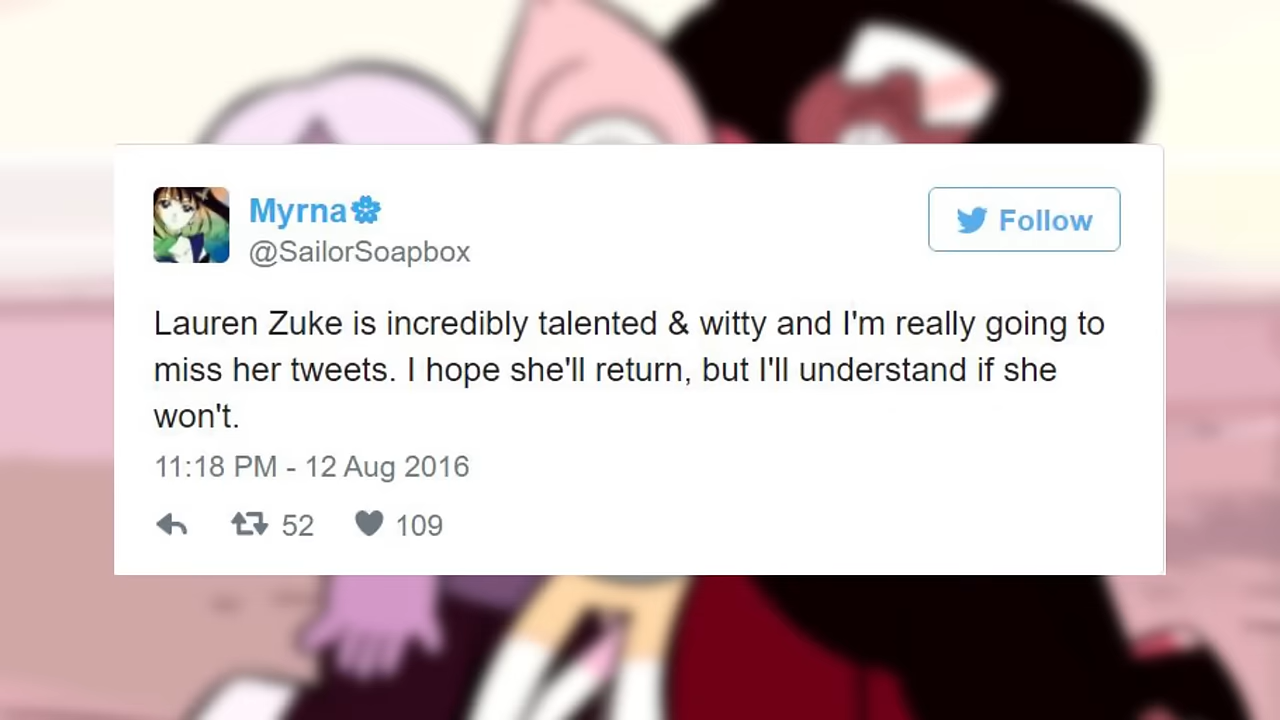 Myrna
@SailorSoapbox
Follow
Lauren Zuke is incredibly talented & witty and I'm really going to
miss her tweets. I hope she'll return, but I'll understand if she
won't.
11:18 PM - 12 Aug 2016
52 109